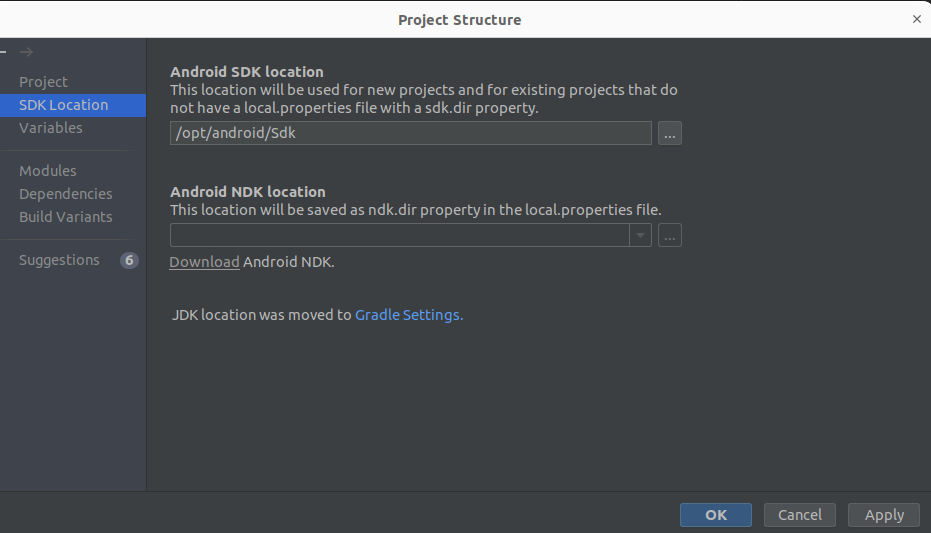 Project Structure
Project
SDK Location
Variables
Modules
Dependencies
Build Variants
Suggestions 6
Android SDK location
This location will be used for new projects and for existing projects that do
not have a local.properties file with a sdk.dir property.
/opt/android/Sdk
...
Android NDK location
This location will be saved as ndk.dir property in the local.properties file.
...
Download Android NDK.
JDK location was moved to Gradle Settings.
OK
Cancel
Apply